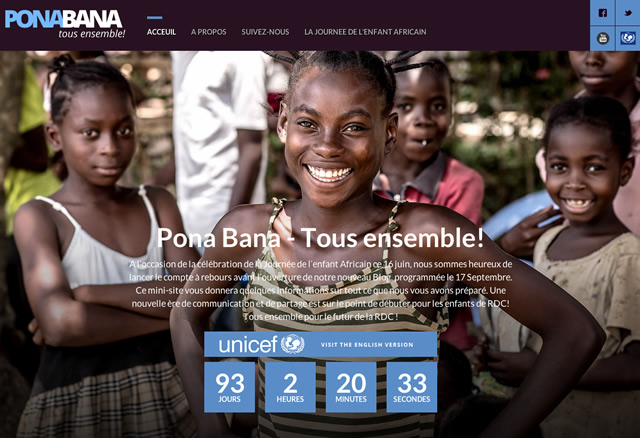 PONABANA
tous ensemble!
ACCEUIL A PROPOS SUIVEZ-NOUS LA JOURNEE DE L'ENFANT AFRICAIN
Pona Bana - Tous ensemble!
A l'occasion de la célébration de la Journée de l'enfant Africain ce 16 juin, nous sommes heureux de
lancer le compte à rebours avant l'ouverture de notre nouveau Blog, programmée le 17 Septembre.
Ce mini-site vous donnera quelques informations sur tout ce que nous vous avons préparé. Une
nouvelle ère de communication et de partage est sur le point de débuter pour les enfants de RDC!
Tous ensemble pour le futur de la RDC !
unicef VISIT THE ENGLISH VERSION
93 2 20 33
JOURS HEURES MINUTES SECONDES